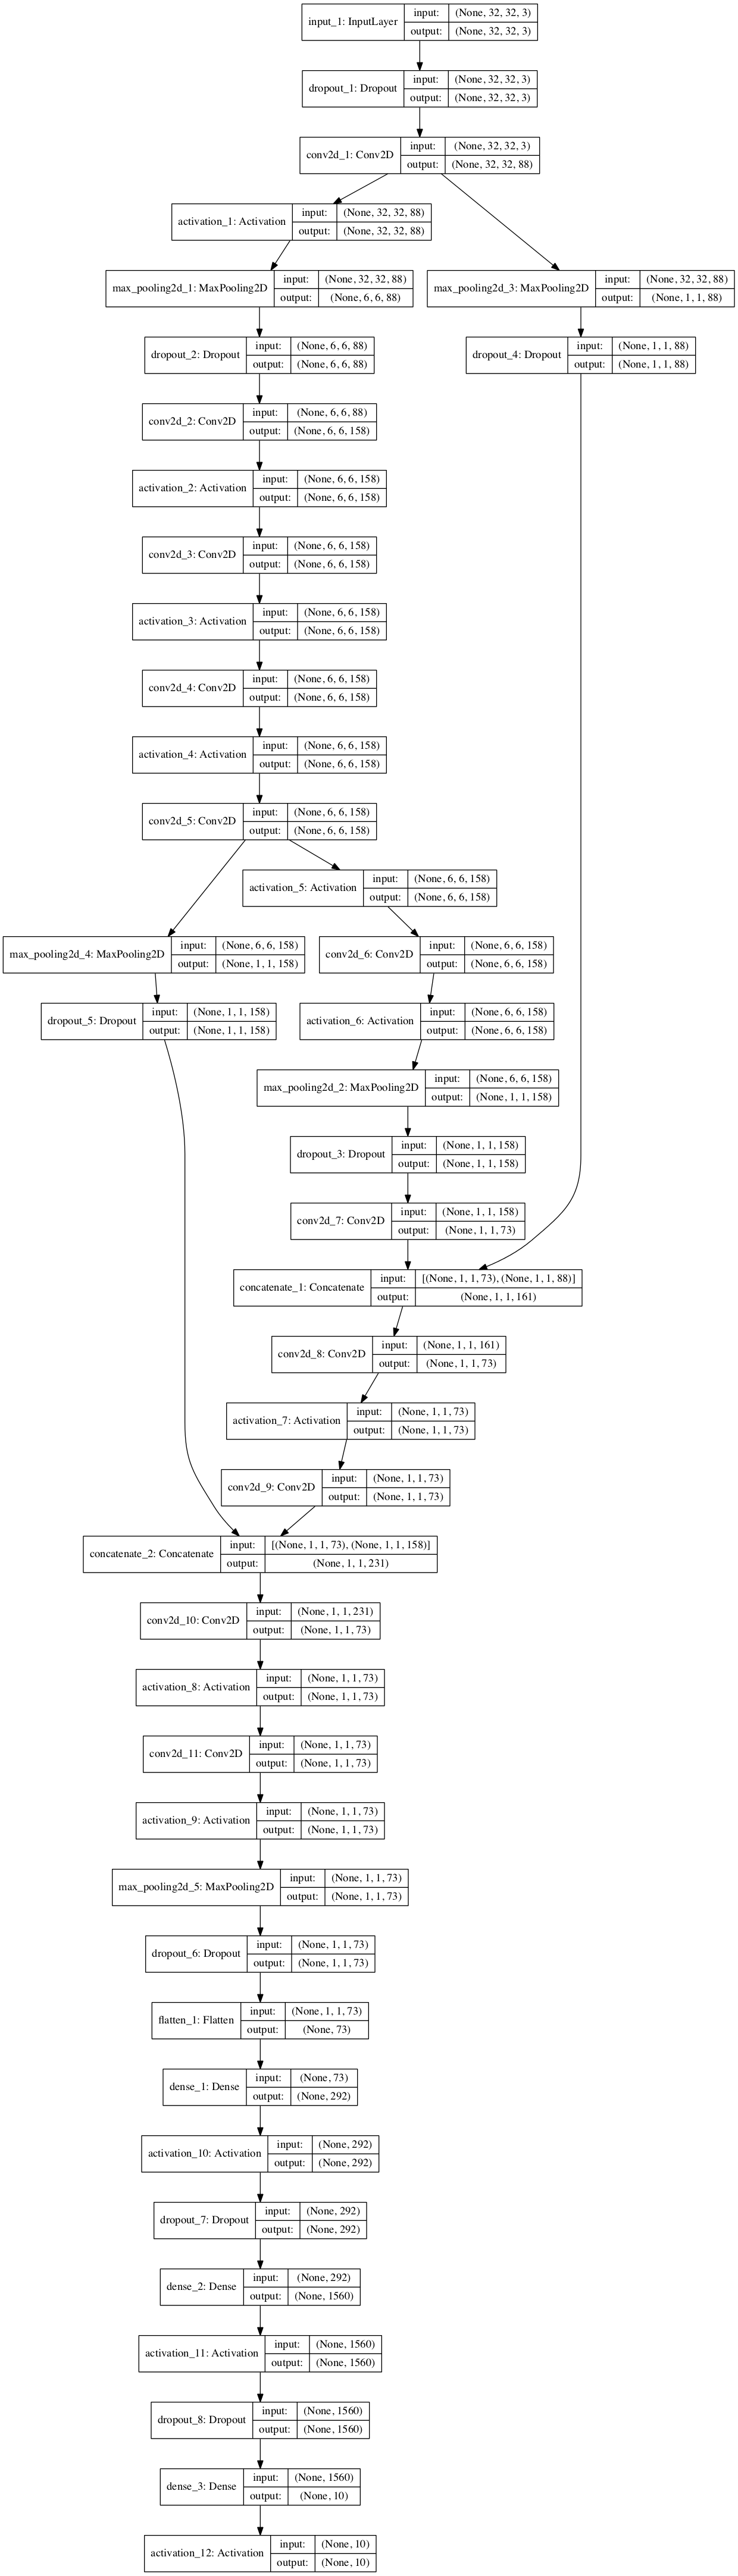 input_1: InputLayer
input: (None, 32, 32, 3)
output: (None, 32, 32, 3)
dropout_1: Dropout
input: (None, 32, 32, 3)
output: (None, 32, 32, 3)
conv2d_1: Conv2D
input: (None, 32, 32, 3)
output: (None, 32, 32, 88)
activation_1: Activation
input: (None, 32, 32, 88)
output: (None, 32, 32, 88)
max_pooling2d_1: MaxPooling2D
input: (None, 32, 32, 88)
output: (None, 6, 6, 88)
max_pooling2d_3: MaxPooling2D
input: (None, 32, 32, 88)
output: (None, 1, 1, 88)
dropout_2: Dropout
input: (None, 6, 6, 88)
output: (None, 6, 6, 88)
dropout_4: Dropout
input: (None, 1, 1, 88)
output: (None, 1, 1, 88)
conv2d_2: Conv2D
input: (None, 6, 6, 88)
output: (None, 6, 6, 158)
activation_2: Activation
input: (None, 6, 6, 158)
output: (None, 6, 6, 158)
conv2d_3: Conv2D
input: (None, 6, 6, 158)
output: (None, 6, 6, 158)
activation_3: Activation
input: (None, 6, 6, 158)
output: (None, 6, 6, 158)
conv2d_4: Conv2D
input: (None, 6, 6, 158)
output: (None, 6, 6, 158)
activation_4: Activation
input: (None, 6, 6, 158)
output: (None, 6, 6, 158)
conv2d_5: Conv2D
input: (None, 6, 6, 158)
output: (None, 6, 6, 158)
activation_5: Activation
input: (None, 6, 6, 158)
output: (None, 6, 6, 158)
max_pooling2d_4: MaxPooling2D
input: (None, 6, 6, 158)
output: (None, 1, 1, 158)
conv2d_6: Conv2D
input: (None, 6, 6, 158)
output: (None, 6, 6, 158)
dropout_5: Dropout
input: (None, 1, 1, 158)
output: (None, 1, 1, 158)
activation_6: Activation
input: (None, 6, 6, 158)
output: (None, 6, 6, 158)
max_pooling2d_2: MaxPooling2D
input: (None, 6, 6, 158)
output: (None, 1, 1, 158)
dropout_3: Dropout
input: (None, 1, 1, 158)
output: (None, 1, 1, 158)
conv2d_7: Conv2D
input: (None, 1, 1, 158)
output: (None, 1, 1, 73)
concatenate_1: Concatenate
input: [(None, 1, 1, 73), (None, 1, 1, 88)]
output: (None, 1, 1, 161)
conv2d_8: Conv2D
input: (None, 1, 1, 161)
output: (None, 1, 1, 73)
activation_7: Activation
input: (None, 1, 1, 73)
output: (None, 1, 1, 73)
conv2d_9: Conv2D
input: (None, 1, 1, 73)
output: (None, 1, 1, 73)
concatenate_2: Concatenate
input: [(None, 1, 1, 73), (None, 1, 1, 158)]
output: (None, 1, 1, 231)
conv2d_10: Conv2D
input: (None, 1, 1, 231)
output: (None, 1, 1, 73)
activation_8: Activation
input: (None, 1, 1, 73)
output: (None, 1, 1, 73)
conv2d_11: Conv2D
input: (None, 1, 1, 73)
output: (None, 1, 1, 73)
activation_9: Activation
input: (None, 1, 1, 73)
output: (None, 1, 1, 73)
max_pooling2d_5: MaxPooling2D
input: (None, 1, 1, 73)
output: (None, 1, 1, 73)
dropout_6: Dropout
input: (None, 1, 1, 73)
output: (None, 1, 1, 73)
flatten_1: Flatten
input: (None, 1, 1, 73)
output: (None, 73)
dense_1: Dense
input: (None, 73)
output: (None, 292)
activation_10: Activation
input: (None, 292)
output: (None, 292)
dropout_7: Dropout
input: (None, 292)
output: (None, 292)
dense_2: Dense
input: (None, 292)
output: (None, 1560)
activation_11: Activation
input: (None, 1560)
output: (None, 1560)
dropout_8: Dropout
input: (None, 1560)
output: (None, 1560)
dense_3: Dense
input: (None, 1560)
output: (None, 10)
activation_12: Activation
input: (None, 10)
output: (None, 10)